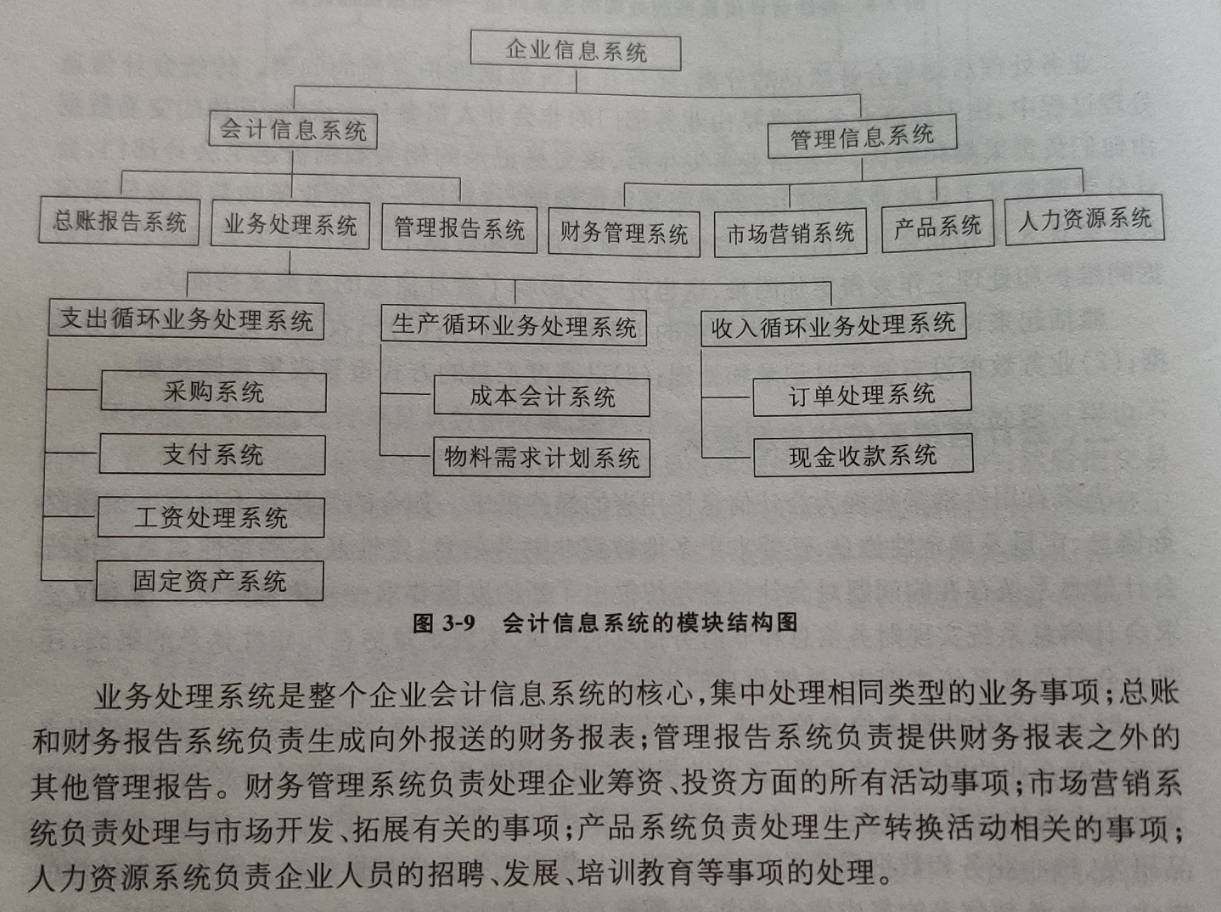 企业信息系统
会计信息系统
管理信息系统
总账报告系统
业务处理系统
管理报告系统
财务管理系统
市场营销系统
产品系统
人力资源系统
支出循环业务处理系统
生产循环业务处理系统
收入循环业务处理系统
采购系统
成本会计系统
订单处理系统
支付系统
物料需求计划系统
现金收款系统
工资处理系统
固定资产系统
图 3-9 会计信息系统的模块结构图
业务处理系统是整个企业会计信息系统的核心,集中处理相同类型的业务事项;总账
和财务报告系统负责生成向外报送的财务报表;管理报告系统负责提供财务报表之外的
其他管理报告。财务管理系统负责处理企业筹资、投资方面的所有活动事项;市场营销系
统负责处理与市场开发、拓展有关的事项;产品系统负责处理生产转换活动相关的事项;
人力资源系统负责企业人员的招聘、发展、培训教育等事项的处理。